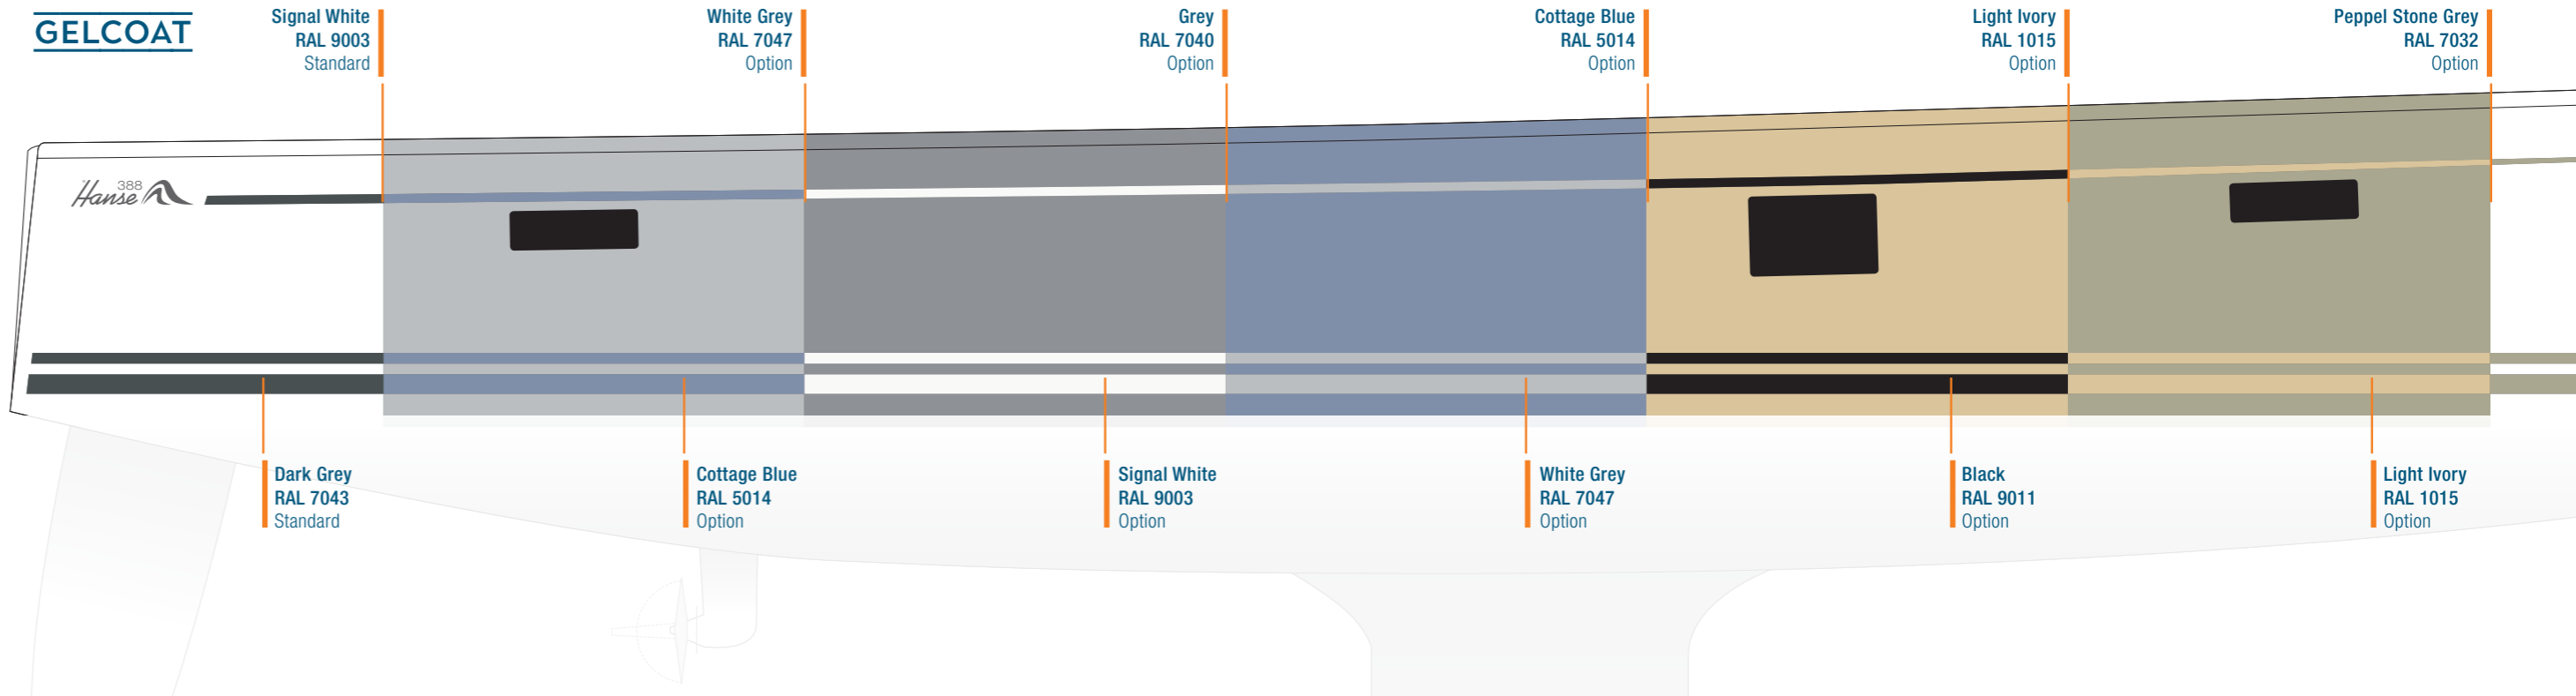 GELCOAT
Signal White
RAL 9003
Standard
White Grey
RAL 7047
Option
Grey
RAL 7040
Option
Cottage Blue
RAL 5014
Option
Light Ivory
RAL 1015
Option
Peppel Stone Grey
RAL 7032
Option
388
Hanse
Dark Grey
RAL 7043
Standard
Cottage Blue
RAL 5014
Option
Signal White
RAL 9003
Option
White Grey
RAL 7047
Option
Black
RAL 9011
Option
Light Ivory
RAL 1015
Option